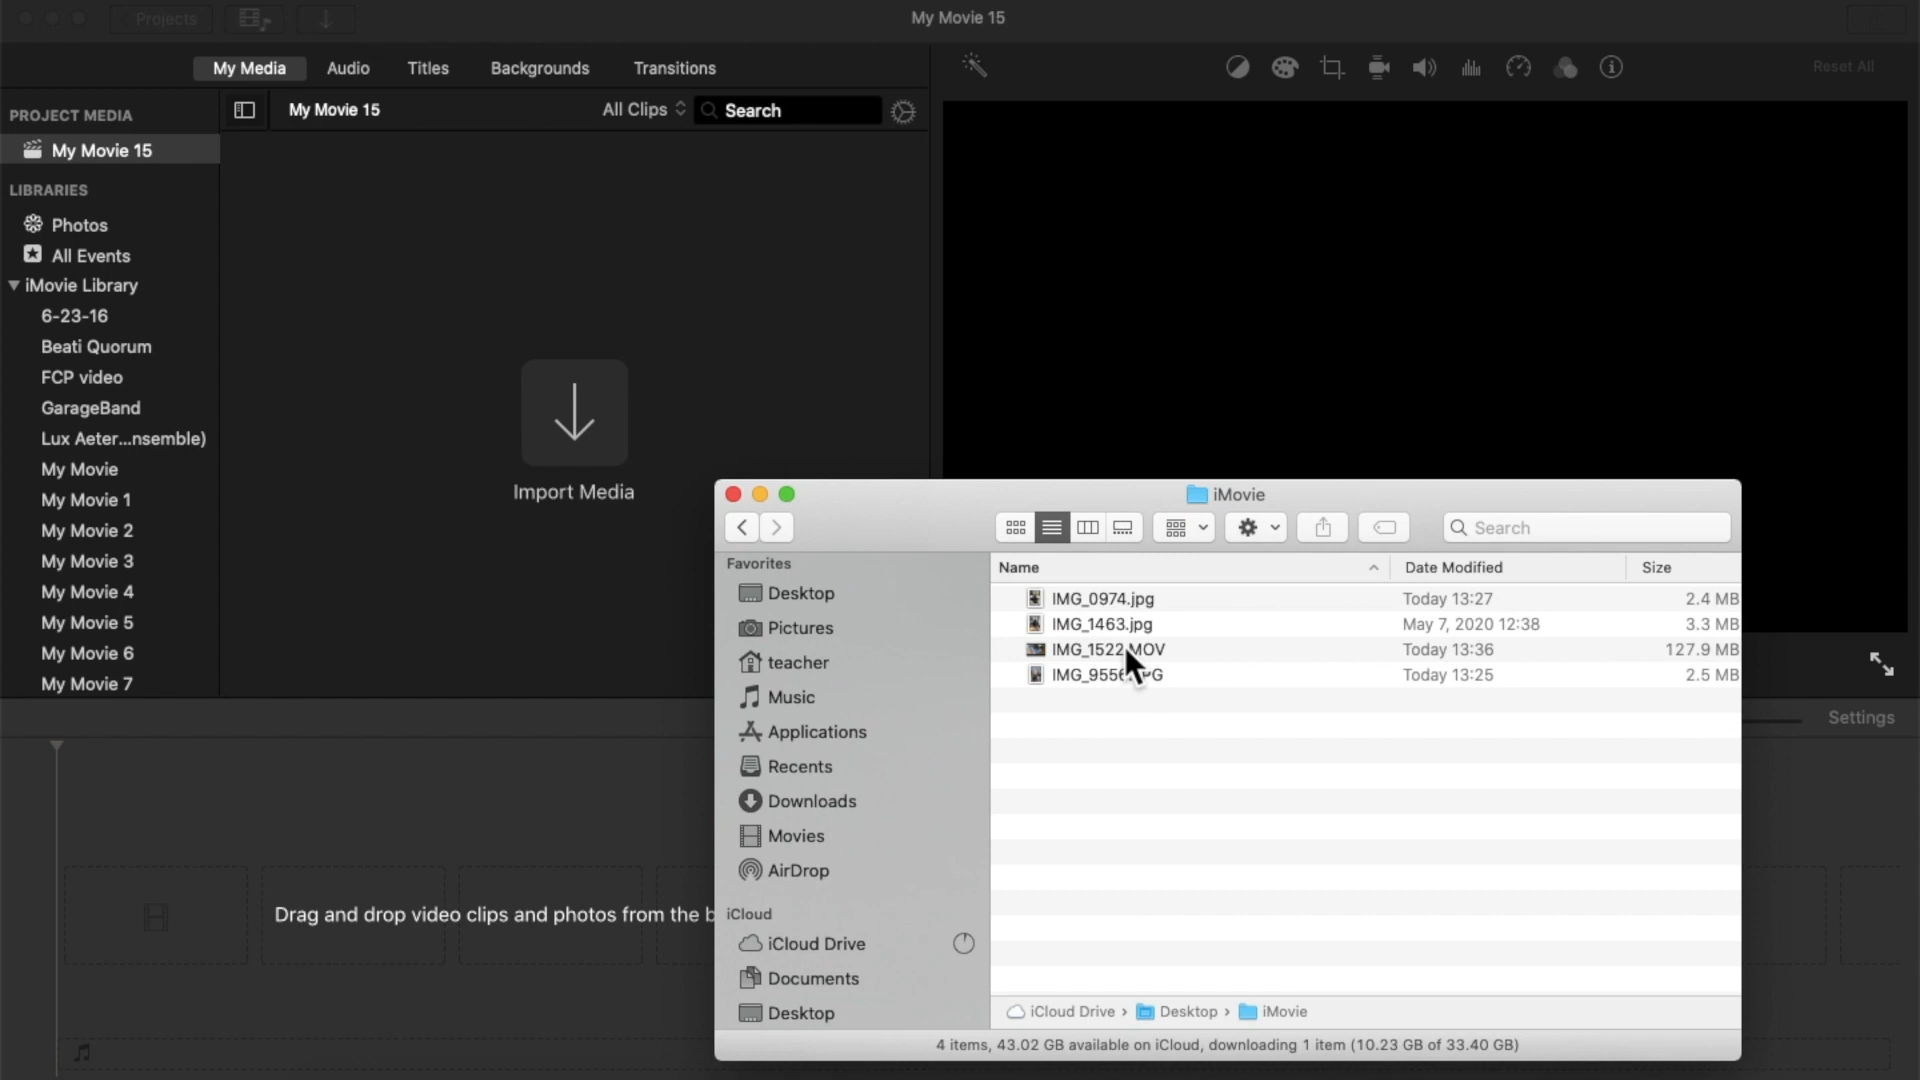 Projects
My Movie 15
My Media Audio Titles Backgrounds Transitions
Reset All
PROJECT MEDIA
My Movie 15
LIBRARIES
Photos
All Events
iMovie Library
6-23-16
Beati Quorum
FCP video
GarageBand
Lux Aeter...nsemble)
My Movie
My Movie 1
My Movie 2
My Movie 3
My Movie 4
My Movie 5
My Movie 6
My Movie 7
My Movie 15 All Clips Search
Import Media
Settings
Drag and drop video clips and photos from the b
iMovie
Search
Favorites
Desktop
Pictures
teacher
Music
Applications
Recents
Downloads
Movies
AirDrop
iCloud
iCloud Drive
Documents
Desktop
Name Date Modified Size
IMG_0974.jpg Today 13:27 2.4 MB
IMG_1463.jpg May 7, 2020 12:38 3.3 MB
IMG_1522.MOV Today 13:36 127.9 MB
Today 13:25 2.5 MB
iCloud Drive › Desktop › iMovie
4 items, 43.02 GB available on iCloud, downloading 1 item (10.23 GB of 33.40 GB)